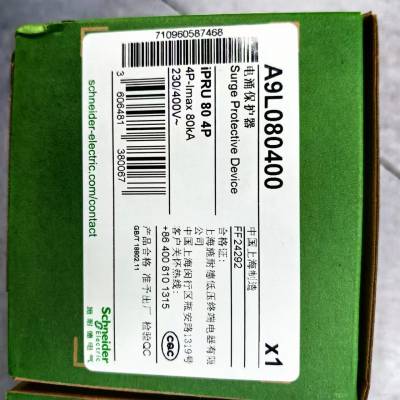 A9L080400
电涌保护器
Surge Protective Device
iPRU 80 4P
4P-Imax 80kA
230/400V~
710960587468
3 606481 380067
中国上海制造
FF24292
x1
合格证:
上海施耐德低压终端电器有限公司
中国上海闵行区瓶安路1319号
客户关怀热线:
+86 400 810 1315
产品合格 准予出厂 检验QC
GB/T 18802.11
CQC
schneider-electric.com/contact
Schneider
Electric
施耐德电气